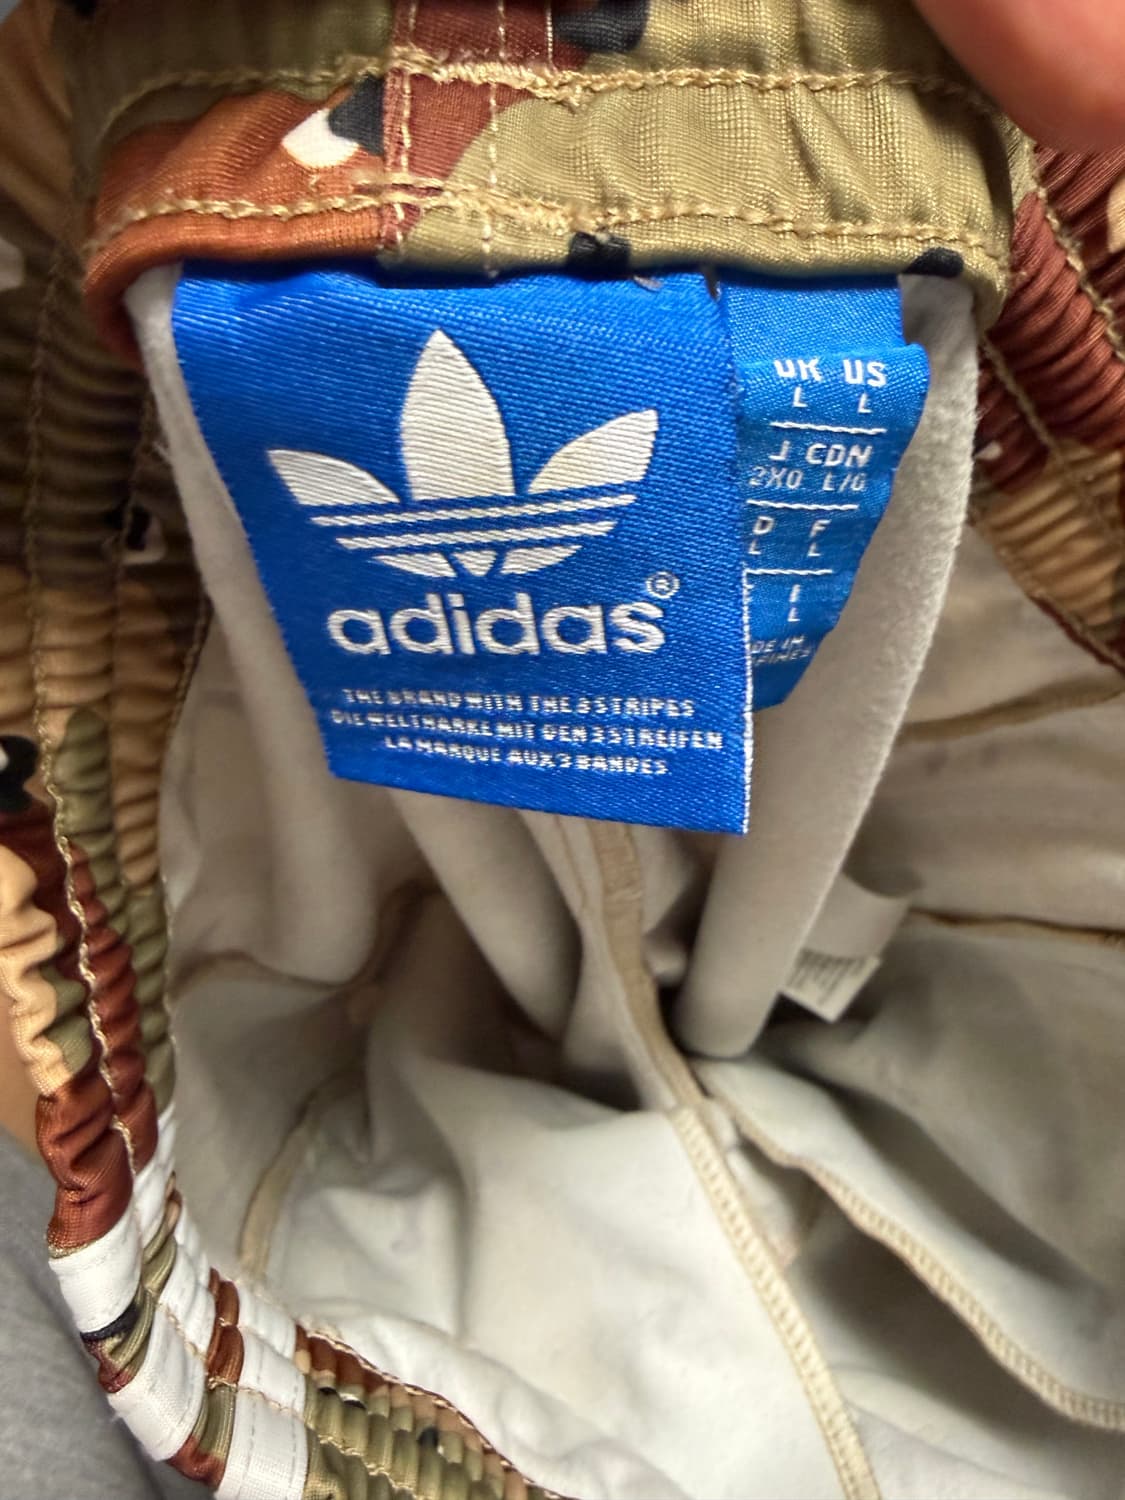 adidas®
THE BRAND WITH THE 3 STRIPES
DIE WELTMARKE MIT DEN 3 STREIFEN
LA MARQUE AUX 3 BANDES
UK US
L L
J CDN
2XO L/G
D F
L L
I
L